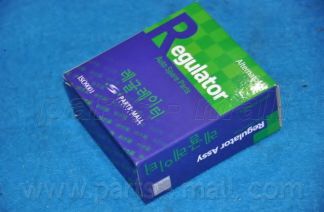 Alternator
Regulator
Auto Spare Parts
레귤레이터
PARTS-MALL
ISO9001
Regulator Assy
레귤레이터
www.parts-mall.com